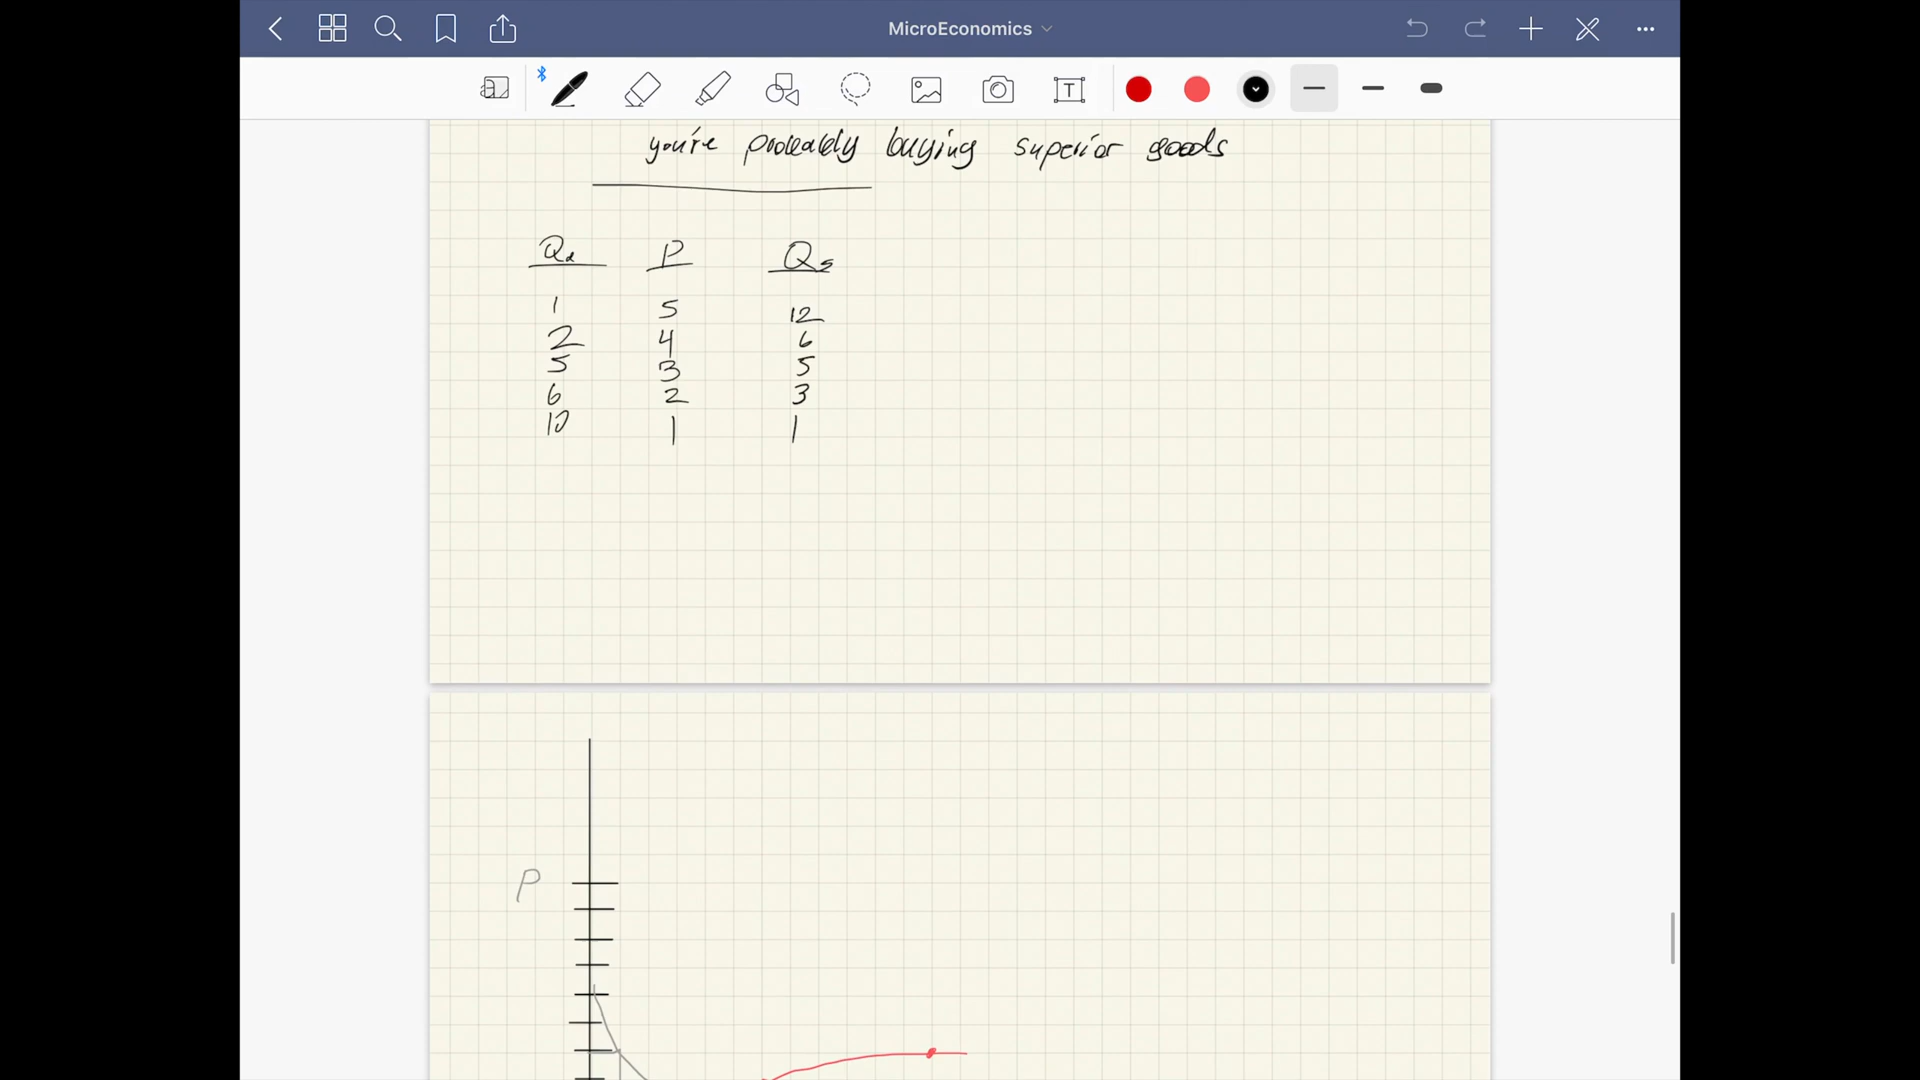 MicroEconomics
you're probably buying superior goods
Qd P Qs
1 5 12
2 4 6
5 3 5
6 2 3
10 1 1
P